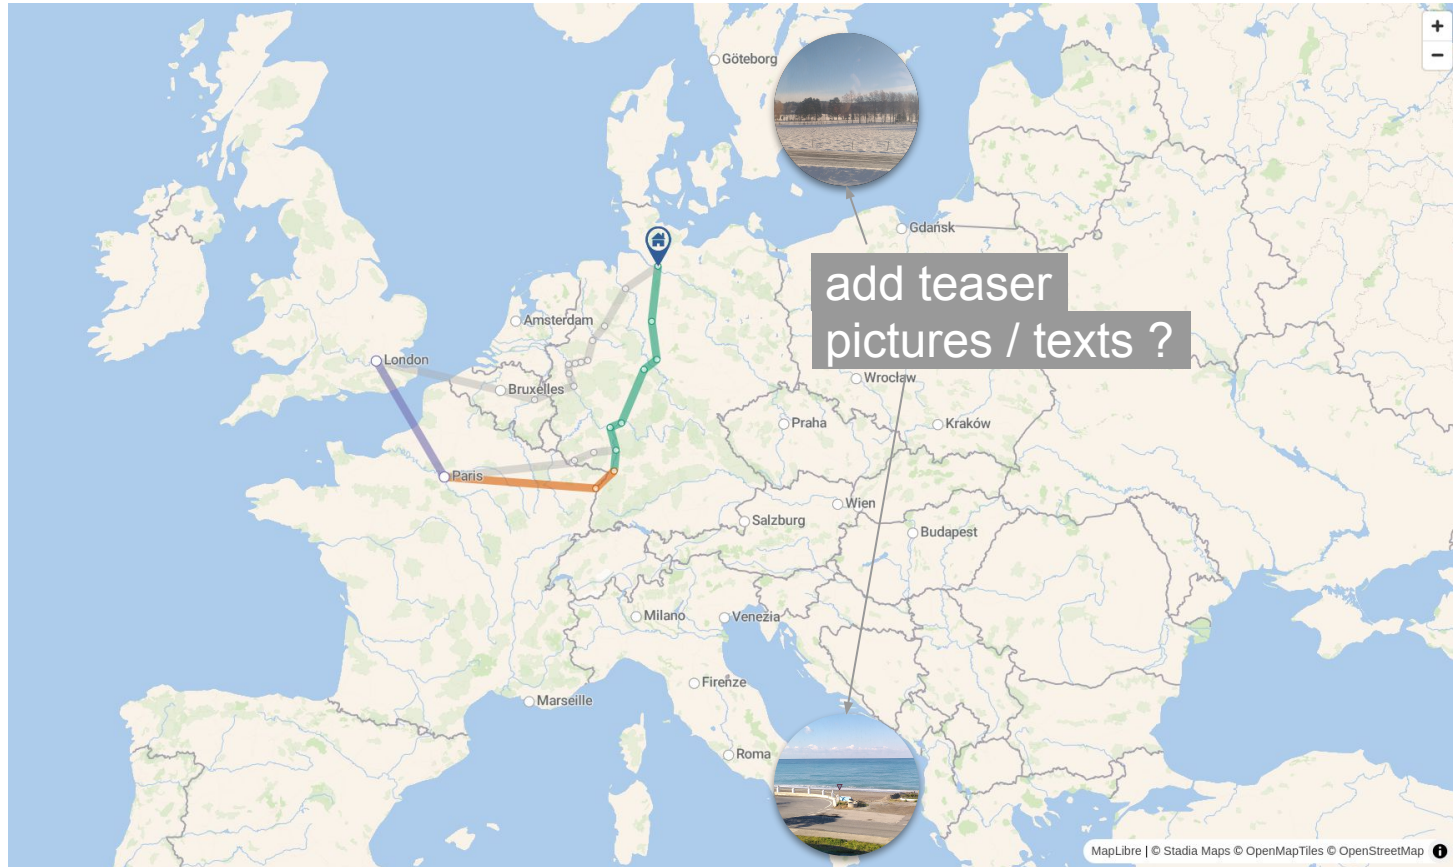 +
Göteborg
−
Gdańsk
add teaser
Amsterdam
pictures / texts ?
London
Wrocław
Bruxelles
Praha
Kraków
Paris
Wien
Salzburg
Budapest
Milano
Venezia
Firenze
Marseille
Roma
MapLibre | © Stadia Maps © OpenMapTiles © OpenStreetMap